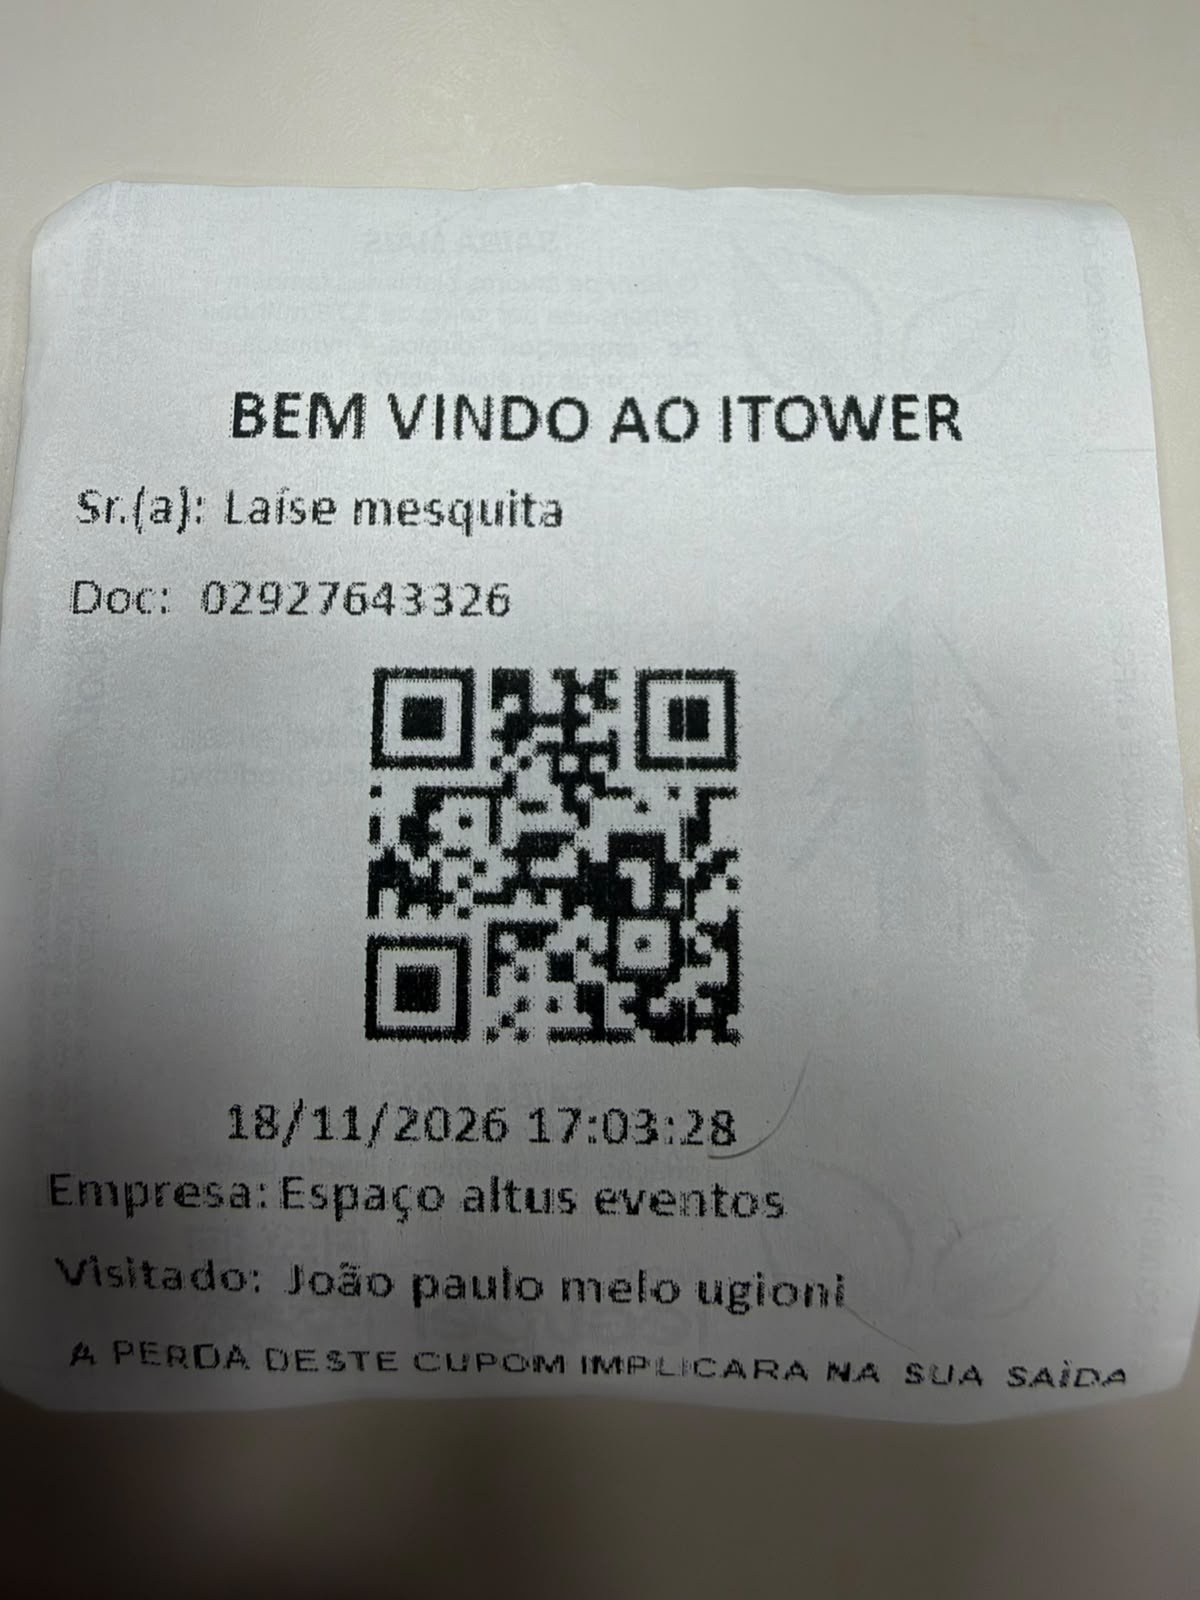 BEM VINDO AO ITOWER
Sr.(a): Laíse mesquita
Doc: 02927643326
18/11/2026 17:03:28
Empresa: Espaço altus eventos
Visitado: João paulo melo ugioni
A PERDA DESTE CUPOM IMPLICARA NA SUA SAÍDA